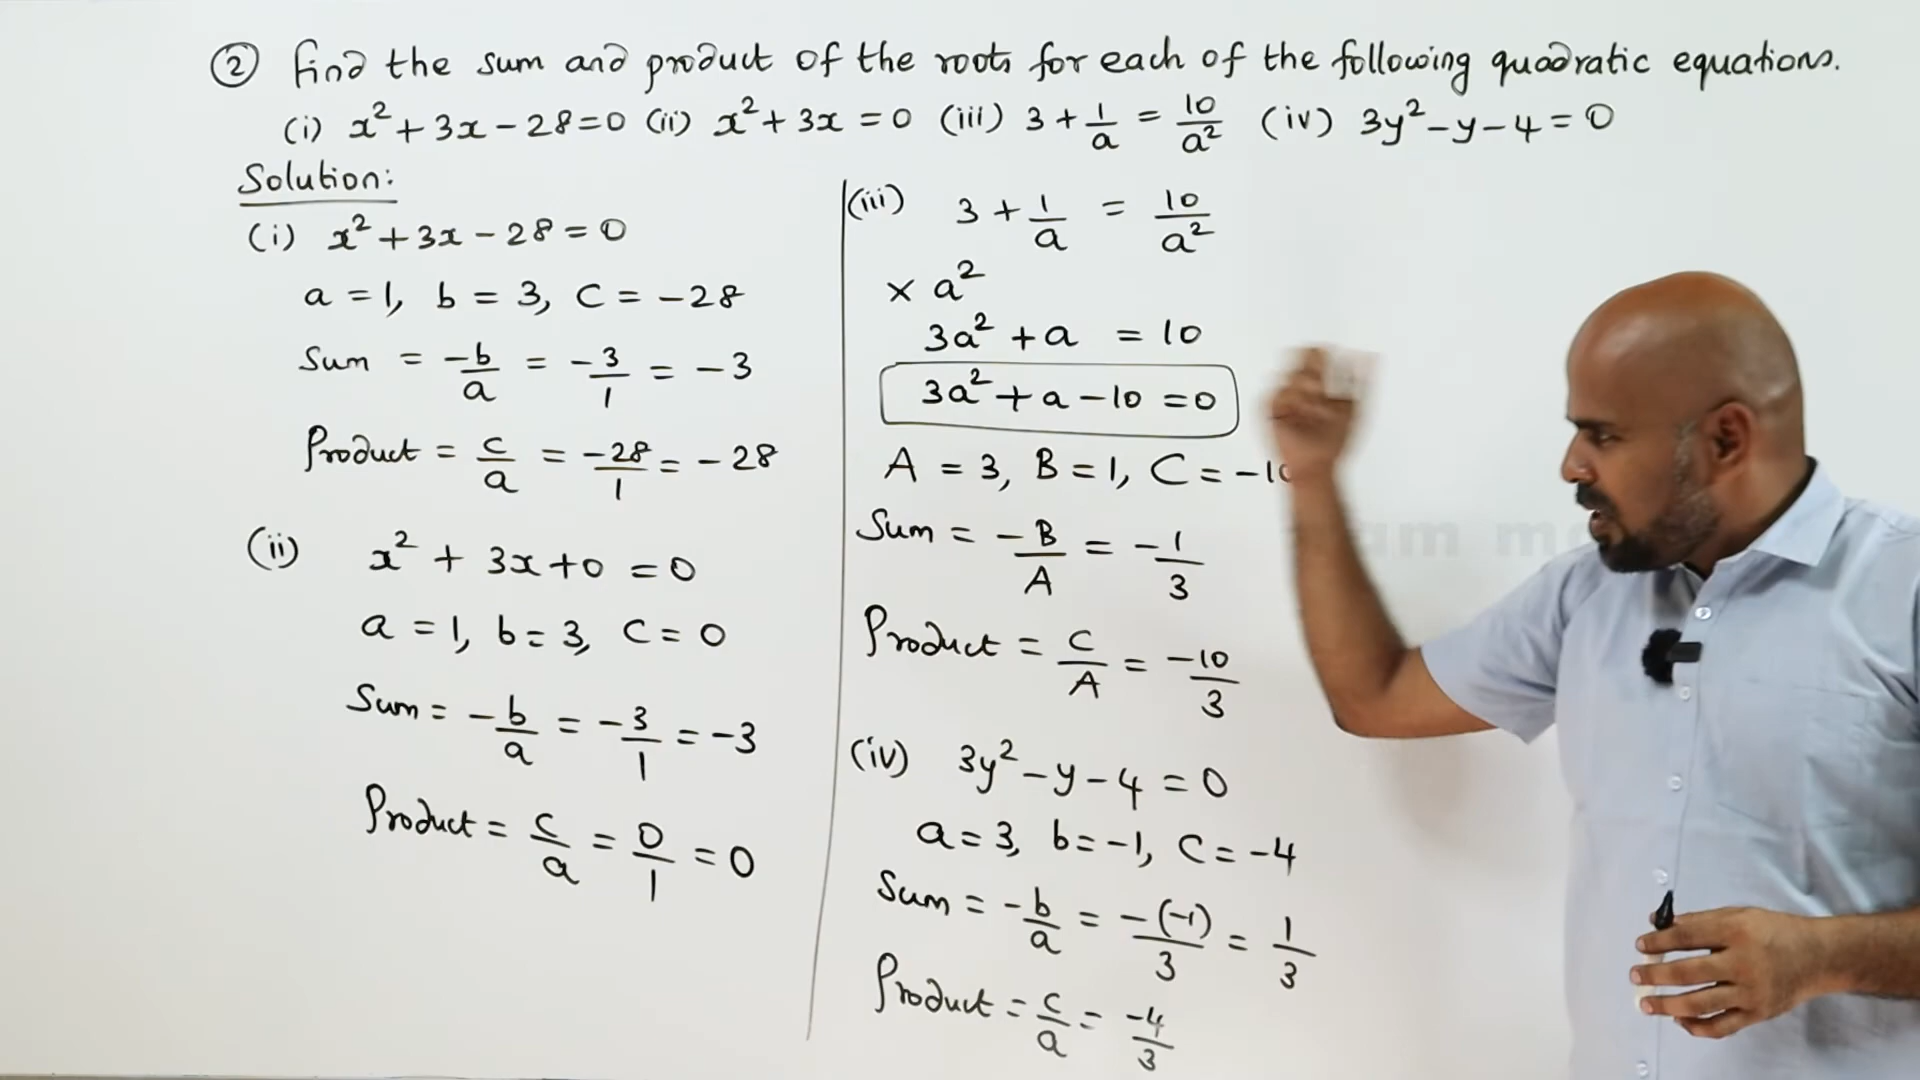 ② Find the sum and product of the roots for each of the following quadratic equations.
(i) x² + 3x - 28 = 0 (ii) x² + 3x = 0 (iii) 3 + 1/a = 10/a² (iv) 3y² - y - 4 = 0
Solution:
(i) x² + 3x - 28 = 0
a = 1, b = 3, c = -28
Sum = -b/a = -3/1 = -3
Product = c/a = -28/1 = -28
(ii) x² + 3x + 0 = 0
a = 1, b = 3, c = 0
Sum = -b/a = -3/1 = -3
Product = c/a = 0/1 = 0
(iii) 3 + 1/a = 10/a²
× a²
3a² + a = 10
3a² + a - 10 = 0
A = 3, B = 1, C = -10
Sum = -B/A = -1/3
Product = C/A = -10/3
(iv) 3y² - y - 4 = 0
a = 3, b = -1, c = -4
Sum = -b/a = -(-1)/3 = 1/3
Product = c/a = -4/3